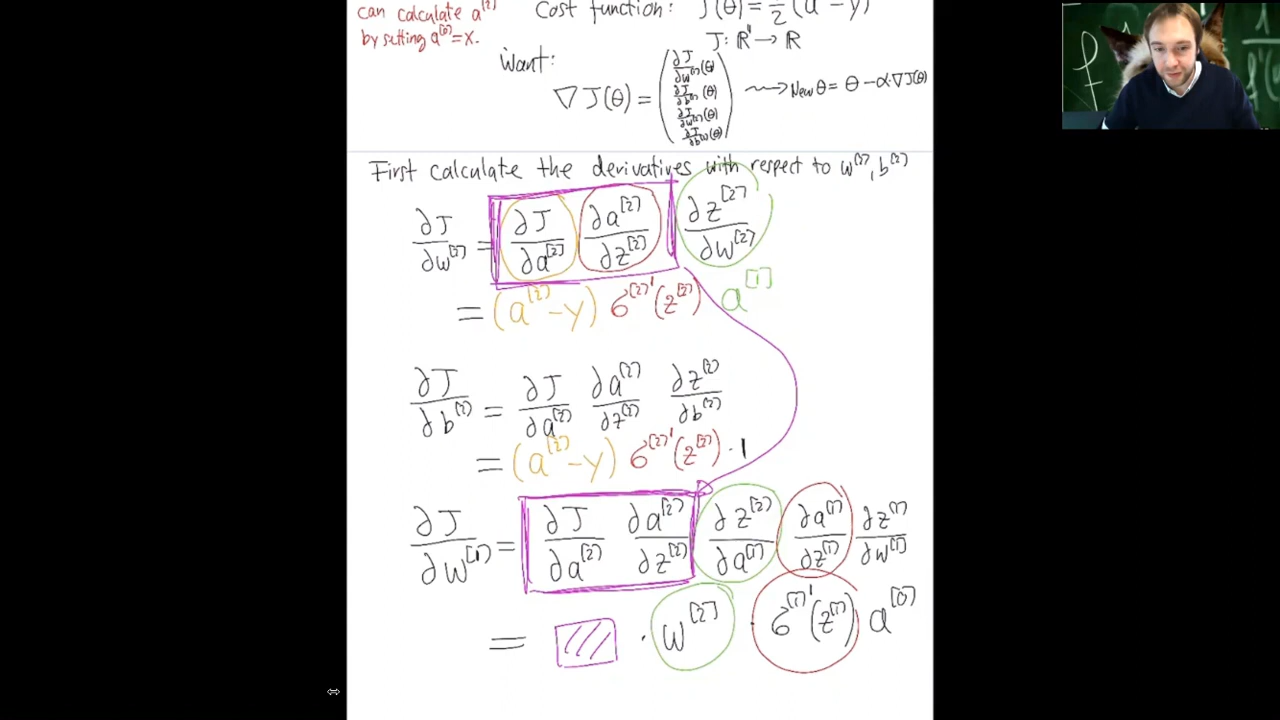 can calculate a^[2]
by setting a^[0]=x.
Cost function: J(θ)=1/2(a-y)
J: ℝ⁴ → ℝ
Want:
∇J(θ) = (∂J/∂w^[1](θ) ∂J/∂b^[1](θ) ∂J/∂w^[2](θ) ∂J/∂b^[2](θ)) ⇝ New θ = θ - α·∇J(θ)
First calculate the derivatives with respect to w^[2], b^[2]
∂J/∂w^[2] = ∂J/∂a^[2] ∂a^[2]/∂z^[2] ∂z^[2]/∂w^[2]
= (a^[2]-y) σ^[2]'(z^[2]) a^[1]
∂J/∂b^[2] = ∂J/∂a^[2] ∂a^[2]/∂z^[2] ∂z^[2]/∂b^[2]
= (a^[2]-y) σ^[2]'(z^[2]) · 1
∂J/∂w^[1] = ∂J/∂a^[2] ∂a^[2]/∂z^[2] ∂z^[2]/∂a^[1] ∂a^[1]/∂z^[1] ∂z^[1]/∂w^[1]
= · w^[2] · σ^[1]'(z^[1]) a^[0]